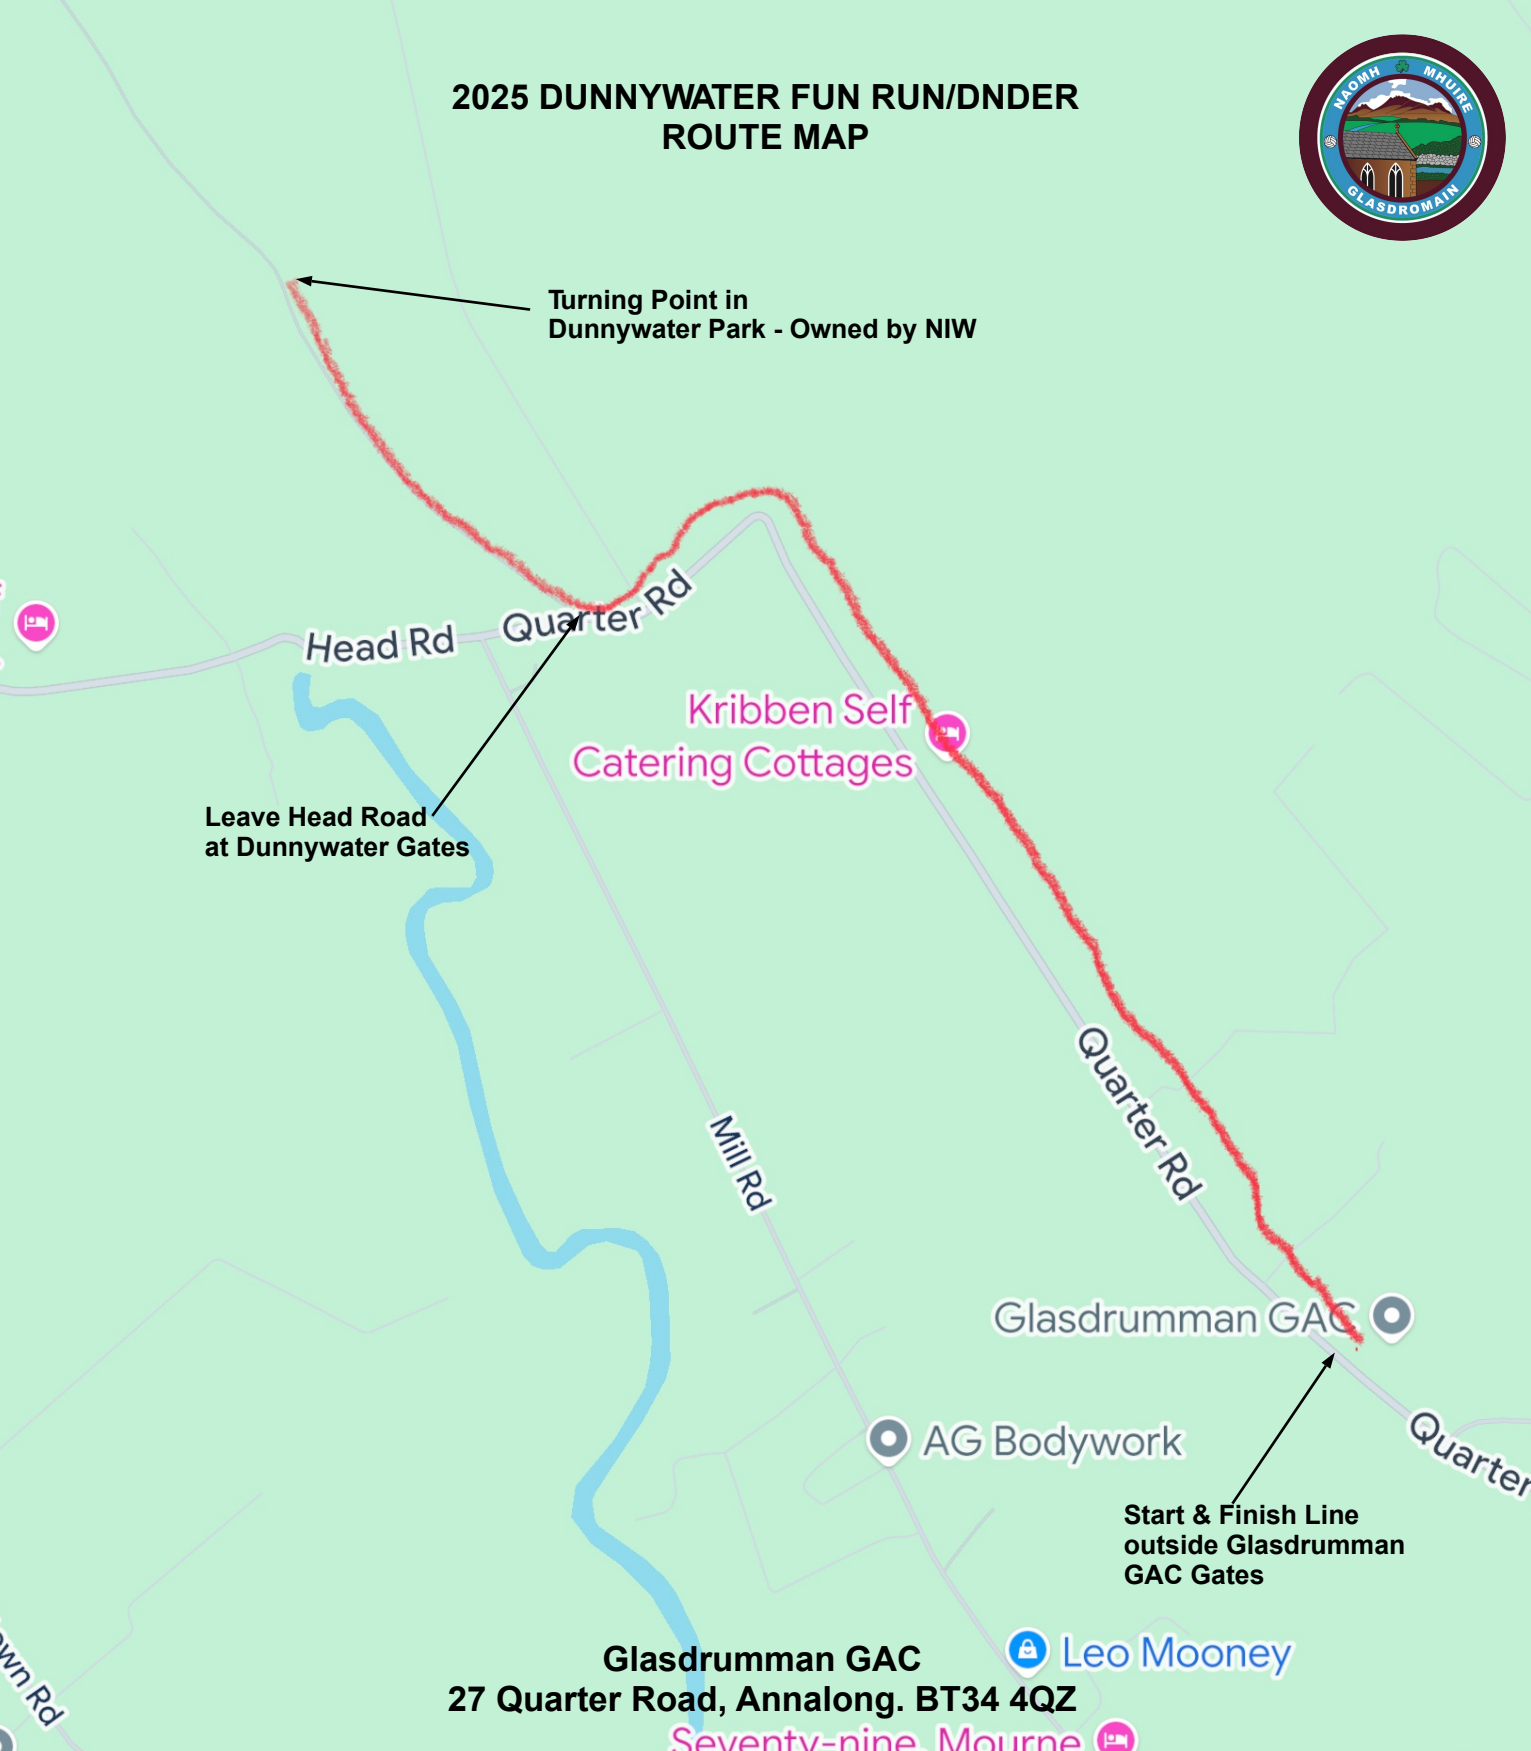 2025 DUNNYWATER FUN RUN/DNDER
ROUTE MAP
NAOMH MHUIRE
GLASDROMAIN
Turning Point in
Dunnywater Park - Owned by NIW
Head Rd
Quarter Rd
Kribben Self
Catering Cottages
Leave Head Road
at Dunnywater Gates
Quarter Rd
Mill Rd
Glasdrumman GAC
Quarter
AG Bodywork
Start & Finish Line
outside Glasdrumman
GAC Gates
Leo Mooney
Glasdrumman GAC
27 Quarter Road, Annalong. BT34 4QZ
Rd
Seventy-nine, Mourne